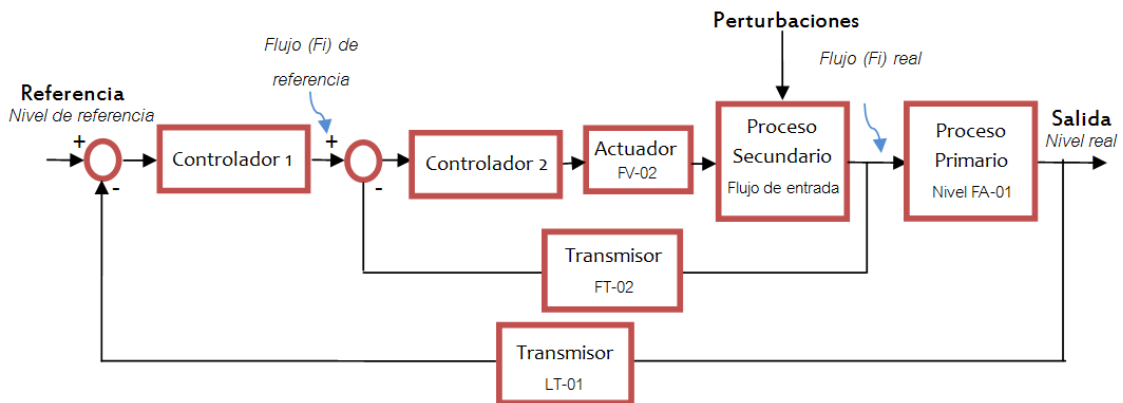 Perturbaciones
Flujo (Fi) de
referencia
Flujo (Fi) real
Referencia
Nivel de referencia
+
-
Controlador 1
+
-
Controlador 2
Actuador
FV-02
Proceso
Secundario
Flujo de entrada
Proceso
Primario
Nivel FA-01
Salida
Nivel real
Transmisor
FT-02
Transmisor
LT-01